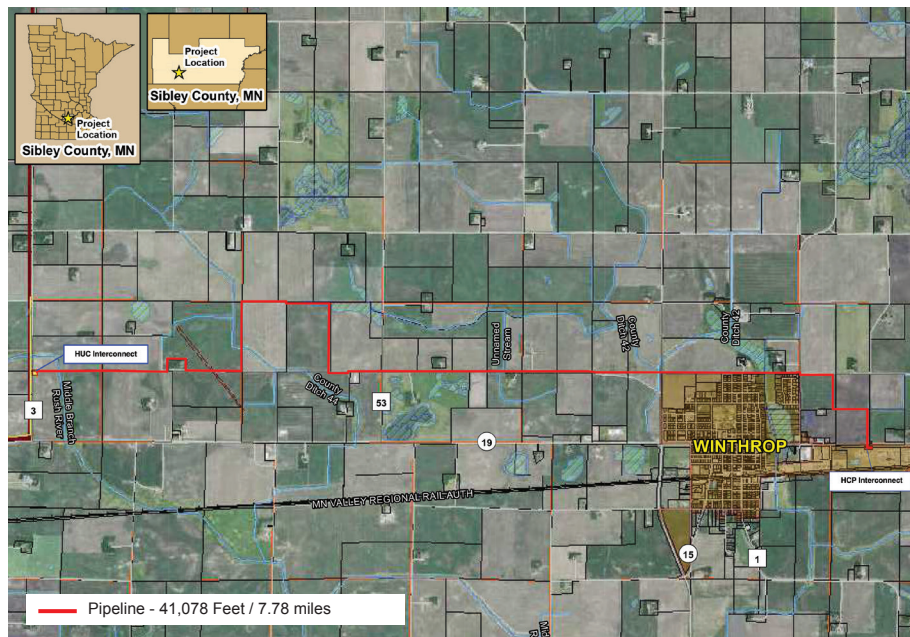 Project
Location
Sibley County, MN
Project
Location
Sibley County, MN
HUC Interconnect
3
Middle Branch
Rush River
County
Ditch 44
53
Unnamed
Stream
County
Ditch 42
County
Ditch 42
19
WINTHROP
HCP Interconnect
MN VALLEY REGIONAL RAIL AUTH
15
1
Pipeline - 41,078 Feet / 7.78 miles